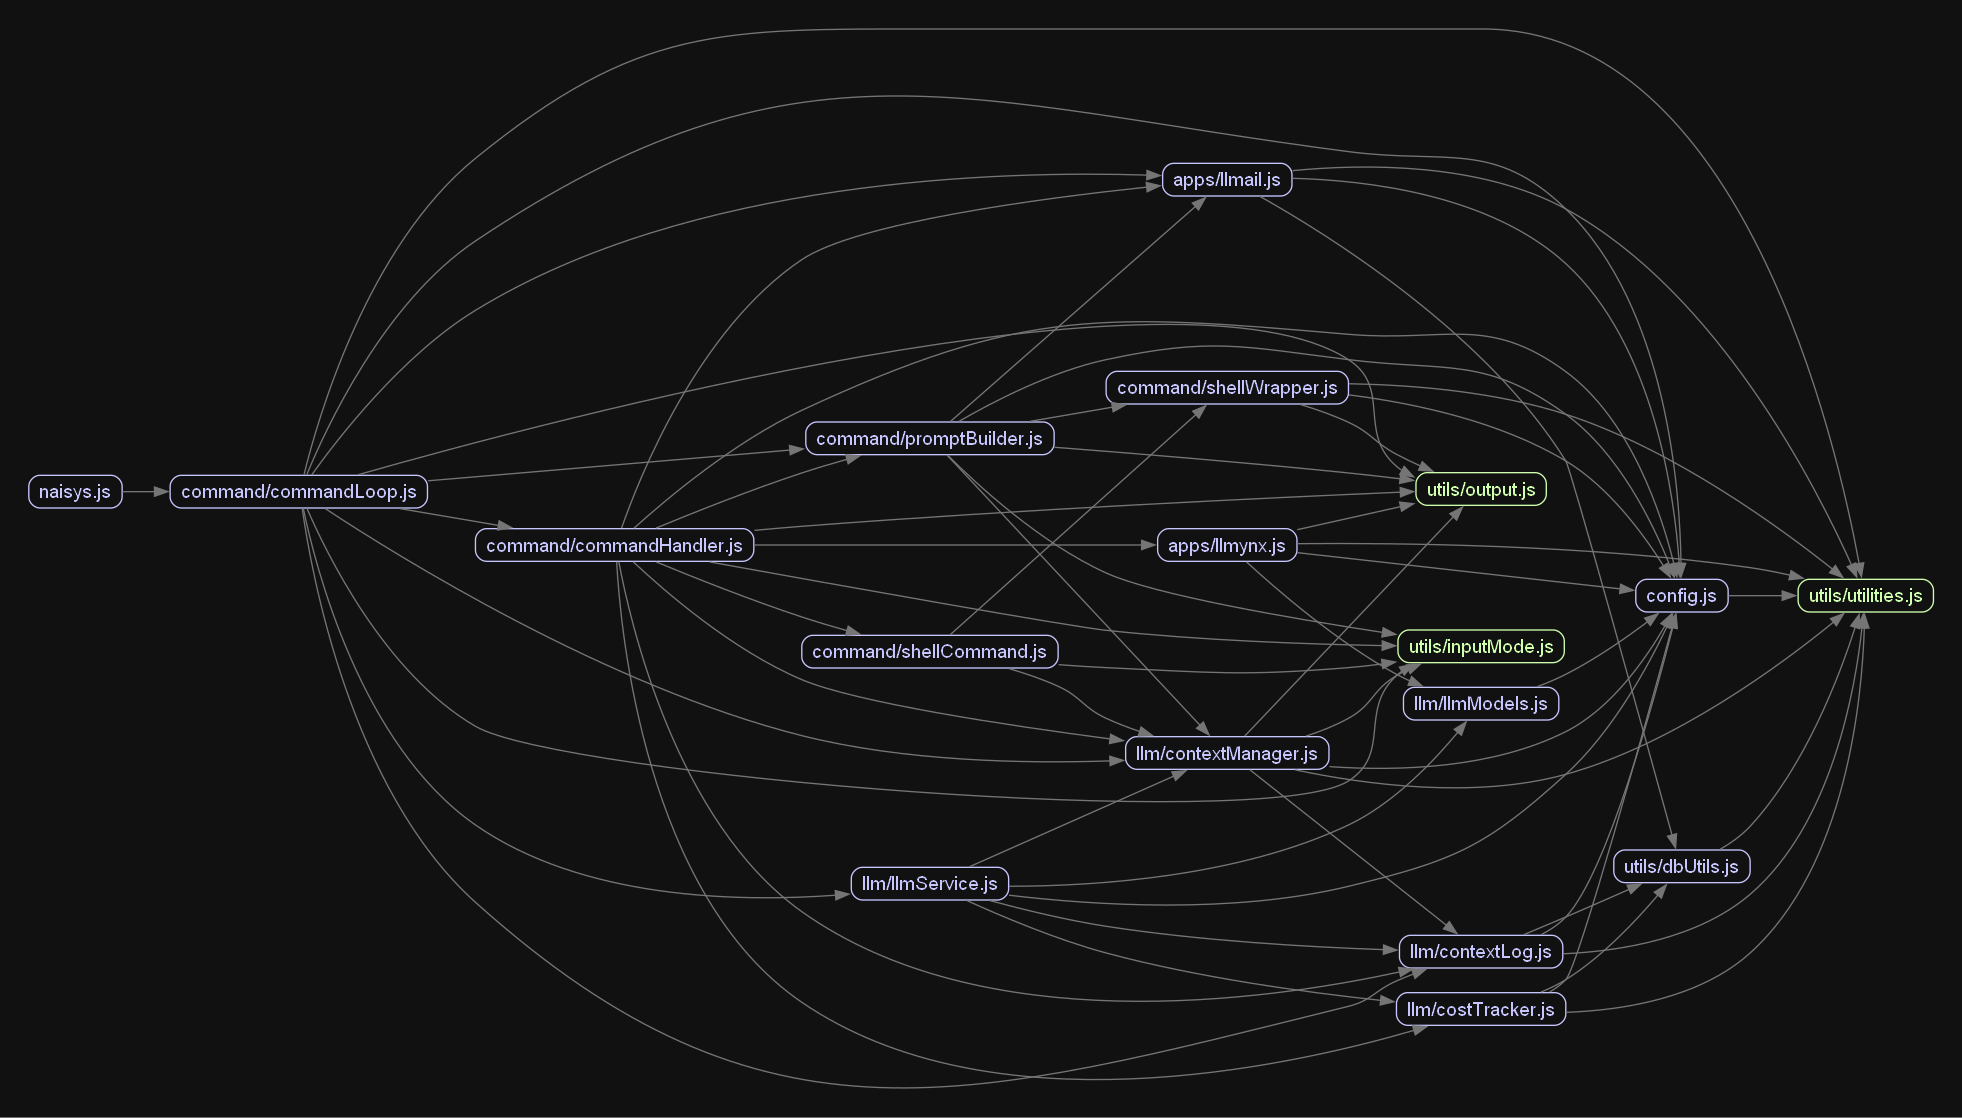 apps/llmail.js
command/shellWrapper.js
command/promptBuilder.js
naisys.js
command/commandLoop.js
utils/output.js
command/commandHandler.js
apps/llmynx.js
config.js
utils/utilities.js
command/shellCommand.js
utils/inputMode.js
llm/llmModels.js
llm/contextManager.js
llm/llmService.js
utils/dbUtils.js
llm/contextLog.js
llm/costTracker.js